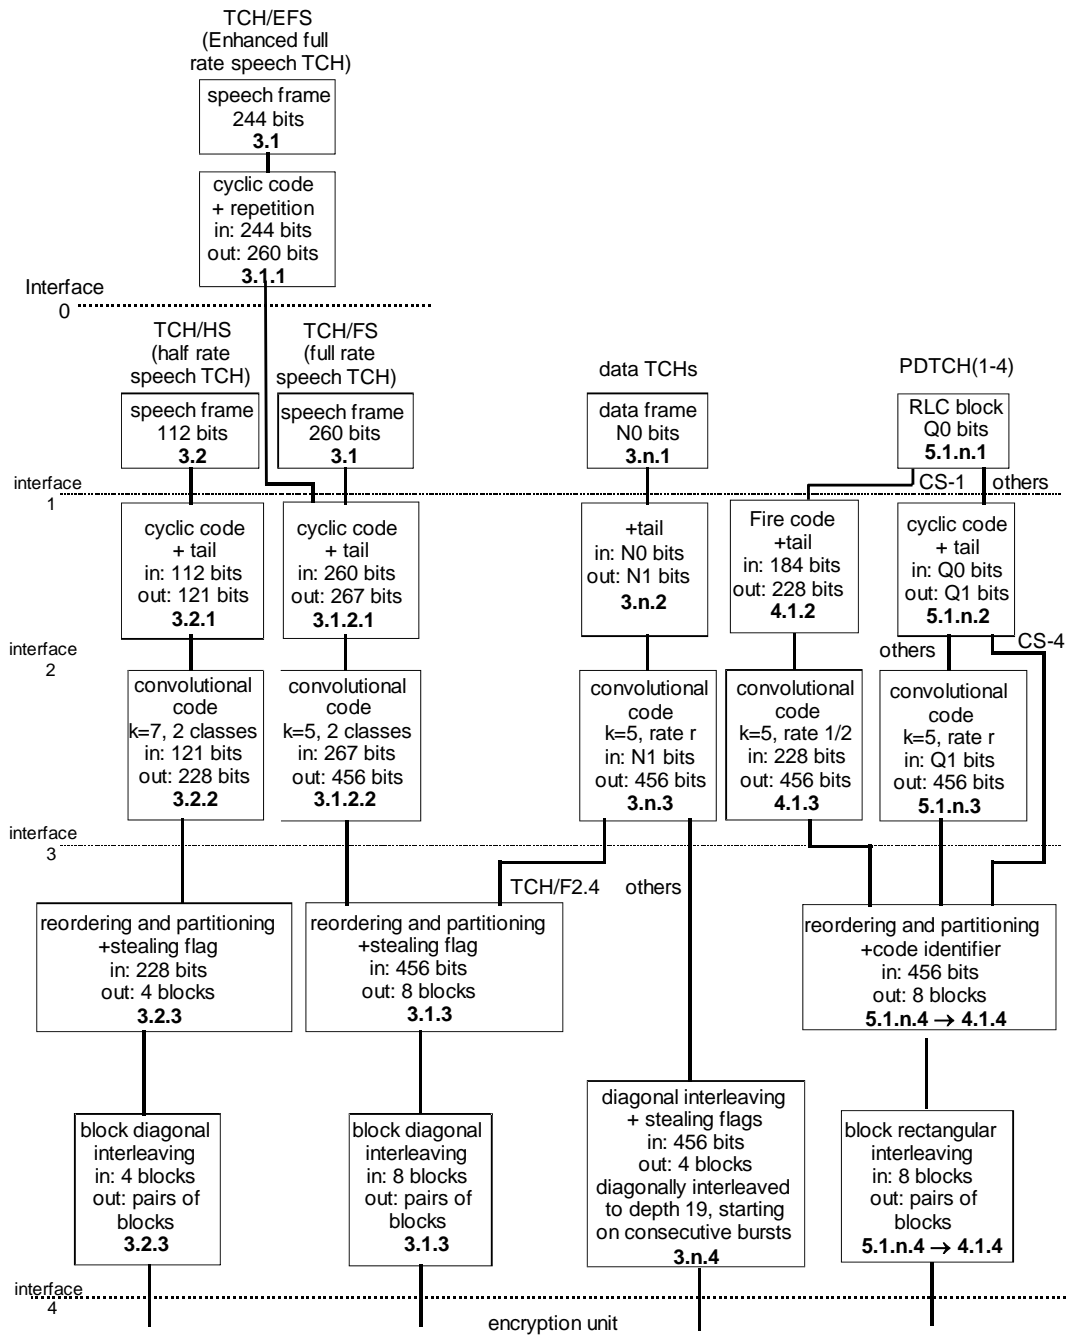 TCH/EFS
(Enhanced full
rate speech TCH)
speech frame
244 bits
3.1
cyclic code
+ repetition
in: 244 bits
out: 260 bits
3.1.1
Interface
0
TCH/HS
(half rate
speech TCH)
TCH/FS
(full rate
speech TCH)
data TCHs
PDTCH(1-4)
speech frame
112 bits
3.2
speech frame
260 bits
3.1
data frame
N0 bits
3.n.1
RLC block
Q0 bits
5.1.n.1
interface
1
CS-1
others
cyclic code
+ tail
in: 112 bits
out: 121 bits
3.2.1
cyclic code
+ tail
in: 260 bits
out: 267 bits
3.1.2.1
+tail
in: N0 bits
out: N1 bits
3.n.2
Fire code
+tail
in: 184 bits
out: 228 bits
4.1.2
cyclic code
+ tail
in: Q0 bits
out: Q1 bits
5.1.n.2
interface
2
others
CS-4
convolutional
code
k=7, 2 classes
in: 121 bits
out: 228 bits
3.2.2
convolutional
code
k=5, 2 classes
in: 267 bits
out: 456 bits
3.1.2.2
convolutional
code
k=5, rate r
in: N1 bits
out: 456 bits
3.n.3
convolutional
code
k=5, rate 1/2
in: 228 bits
out: 456 bits
4.1.3
convolutional
code
k=5, rate r
in: Q1 bits
out: 456 bits
5.1.n.3
interface
3
TCH/F2.4
others
reordering and partitioning
+stealing flag
in: 228 bits
out: 4 blocks
3.2.3
reordering and partitioning
+stealing flag
in: 456 bits
out: 8 blocks
3.1.3
reordering and partitioning
+code identifier
in: 456 bits
out: 8 blocks
5.1.n.4 → 4.1.4
block diagonal
interleaving
in: 4 blocks
out: pairs of
blocks
3.2.3
block diagonal
interleaving
in: 8 blocks
out: pairs of
blocks
3.1.3
diagonal interleaving
+ stealing flags
in: 456 bits
out: 4 blocks
diagonally interleaved
to depth 19, starting
on consecutive bursts
3.n.4
block rectangular
interleaving
in: 8 blocks
out: pairs of
blocks
5.1.n.4 → 4.1.4
interface
4
encryption unit